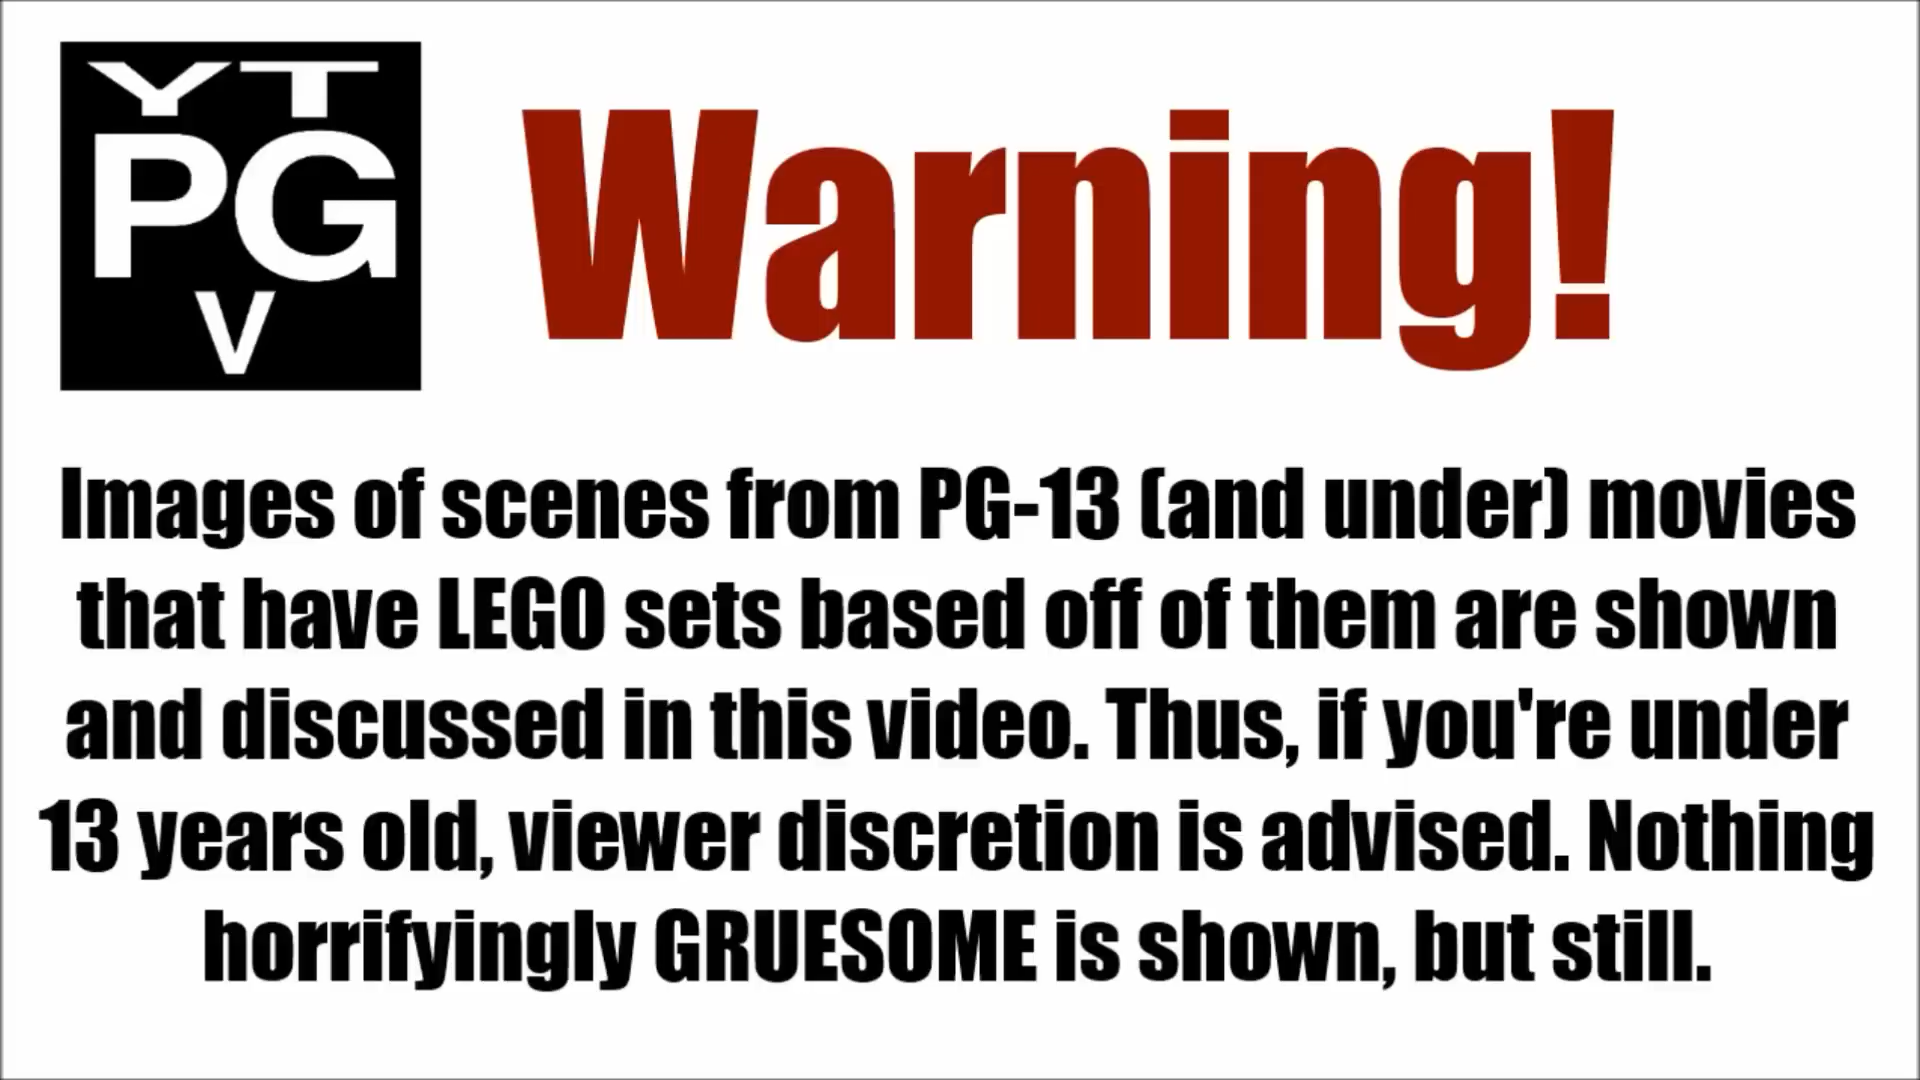 YT
PG
V
Warning!
Images of scenes from PG-13 (and under) movies
that have LEGO sets based off of them are shown
and discussed in this video. Thus, if you're under
13 years old, viewer discretion is advised. Nothing
horrifyingly GRUESOME is shown, but still.